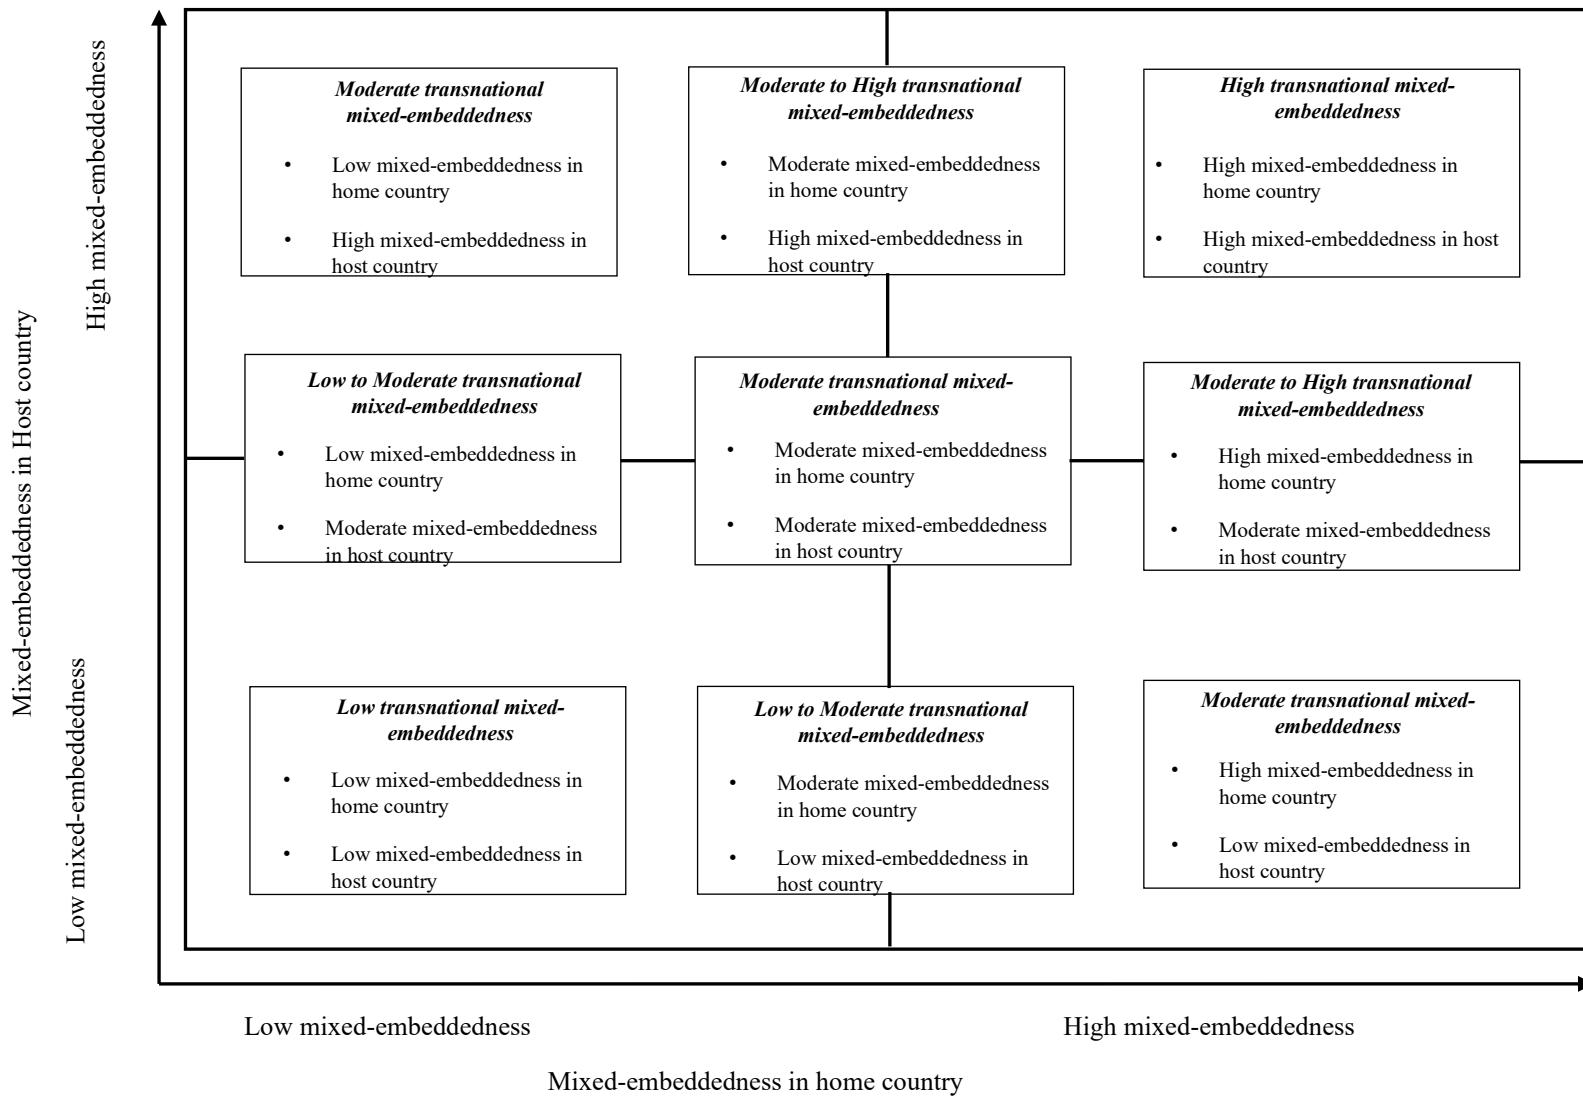 High mixed-embeddedness
Mixed-embeddedness in Host country
Low mixed-embeddedness
Moderate transnational
mixed-embeddedness
• Low mixed-embeddedness in
home country
• High mixed-embeddedness in
host country
Moderate to High transnational
mixed-embeddedness
• Moderate mixed-embeddedness
in home country
• High mixed-embeddedness in
host country
High transnational mixed-
embeddedness
• High mixed-embeddedness in
home country
• High mixed-embeddedness in host
country
Low to Moderate transnational
mixed-embeddedness
• Low mixed-embeddedness in
home country
• Moderate mixed-embeddedness
in host country
Moderate transnational mixed-
embeddedness
• Moderate mixed-embeddedness
in home country
• Moderate mixed-embeddedness
in host country
Moderate to High transnational
mixed-embeddedness
• High mixed-embeddedness in
home country
• Moderate mixed-embeddedness
in host country
Low transnational mixed-
embeddedness
• Low mixed-embeddedness in
home country
• Low mixed-embeddedness in
host country
Low to Moderate transnational
mixed-embeddedness
• Moderate mixed-embeddedness
in home country
• Low mixed-embeddedness in
host country
Moderate transnational mixed-
embeddedness
• High mixed-embeddedness in
home country
• Low mixed-embeddedness in
host country
Low mixed-embeddedness
High mixed-embeddedness
Mixed-embeddedness in home country